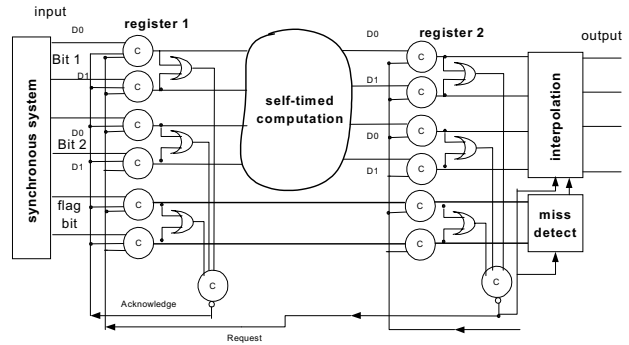 input
output
register 1
register 2
synchronous system
D0
Bit 1
D1
D0
Bit 2
D1
flag
bit
C
C
C
C
C
C
C
self-timed
computation
D0
D1
D0
D1
C
C
C
C
C
C
C
interpolation
miss
detect
Acknowledge
Request